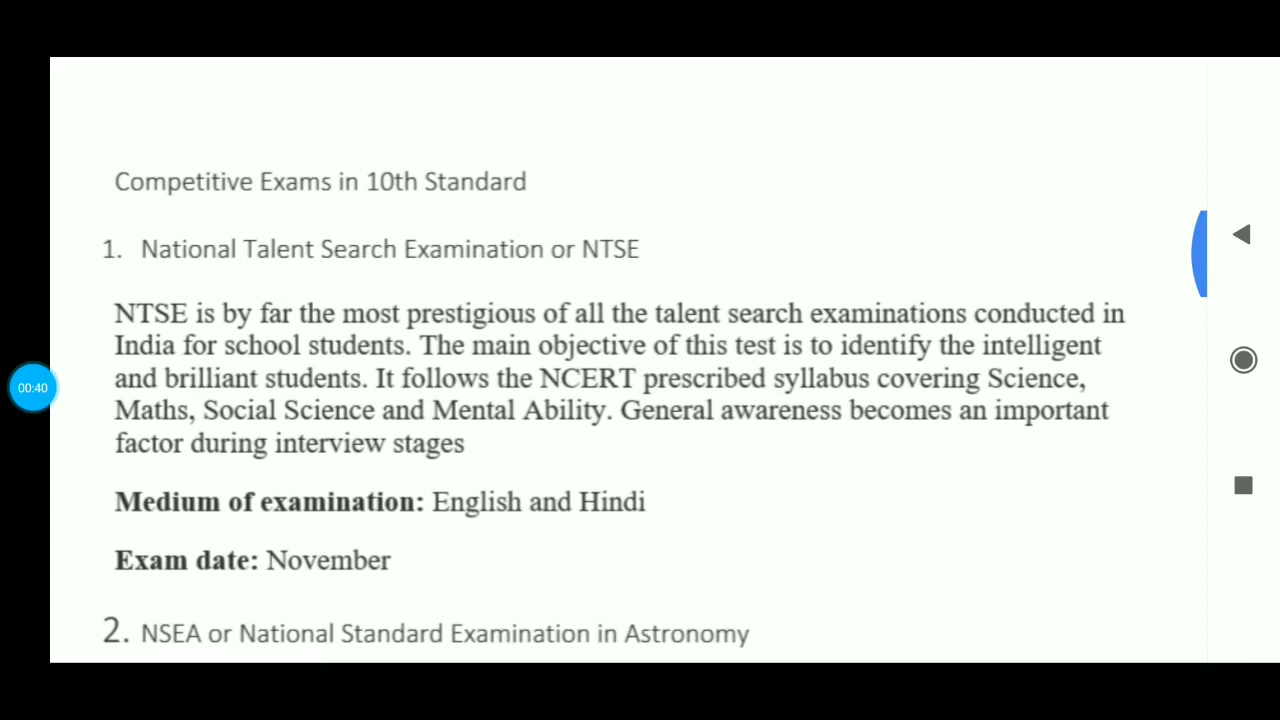 Competitive Exams in 10th Standard
1. National Talent Search Examination or NTSE
NTSE is by far the most prestigious of all the talent search examinations conducted in
India for school students. The main objective of this test is to identify the intelligent
and brilliant students. It follows the NCERT prescribed syllabus covering Science,
Maths, Social Science and Mental Ability. General awareness becomes an important
factor during interview stages
00:40
Medium of examination: English and Hindi
Exam date: November
2. NSEA or National Standard Examination in Astronomy